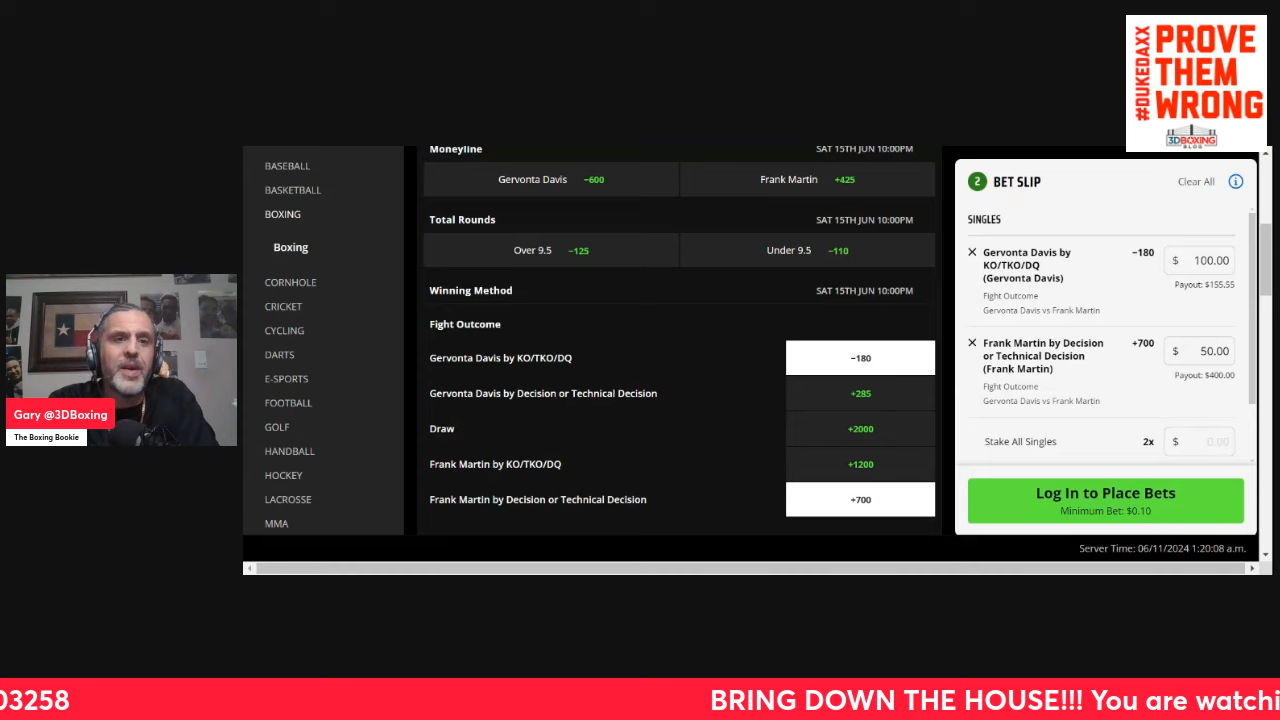 #DUKEDAXX
PROVE
THEM
WRONG
3DBOXING
BLOG
BASEBALL
BASKETBALL
BOXING
Boxing
CORNHOLE
CRICKET
CYCLING
DARTS
E-SPORTS
FOOTBALL
GOLF
HANDBALL
HOCKEY
LACROSSE
MMA
Moneyline SAT 15TH JUN 10:00PM
Gervonta Davis −600 Frank Martin +425
Total Rounds SAT 15TH JUN 10:00PM
Over 9.5 −125 Under 9.5 −110
Winning Method SAT 15TH JUN 10:00PM
Fight Outcome
Gervonta Davis by KO/TKO/DQ −180
Gervonta Davis by Decision or Technical Decision +285
Draw +2000
Frank Martin by KO/TKO/DQ +1200
Frank Martin by Decision or Technical Decision +700
2 BET SLIP Clear All i
SINGLES
Gervonta Davis by −180 $ 100.00
KO/TKO/DQ
(Gervonta Davis)
Payout: $155.55
Fight Outcome
Gervonta Davis vs Frank Martin
Frank Martin by Decision +700 $ 50.00
or Technical Decision
(Frank Martin)
Payout: $400.00
Fight Outcome
Gervonta Davis vs Frank Martin
Stake All Singles 2x $ 0.00
Log In to Place Bets
Minimum Bet: $0.10
Server Time: 06/11/2024 1:20:08 a.m.
Gary @3DBoxing
The Boxing Bookie
03258 BRING DOWN THE HOUSE!!! You are watchi